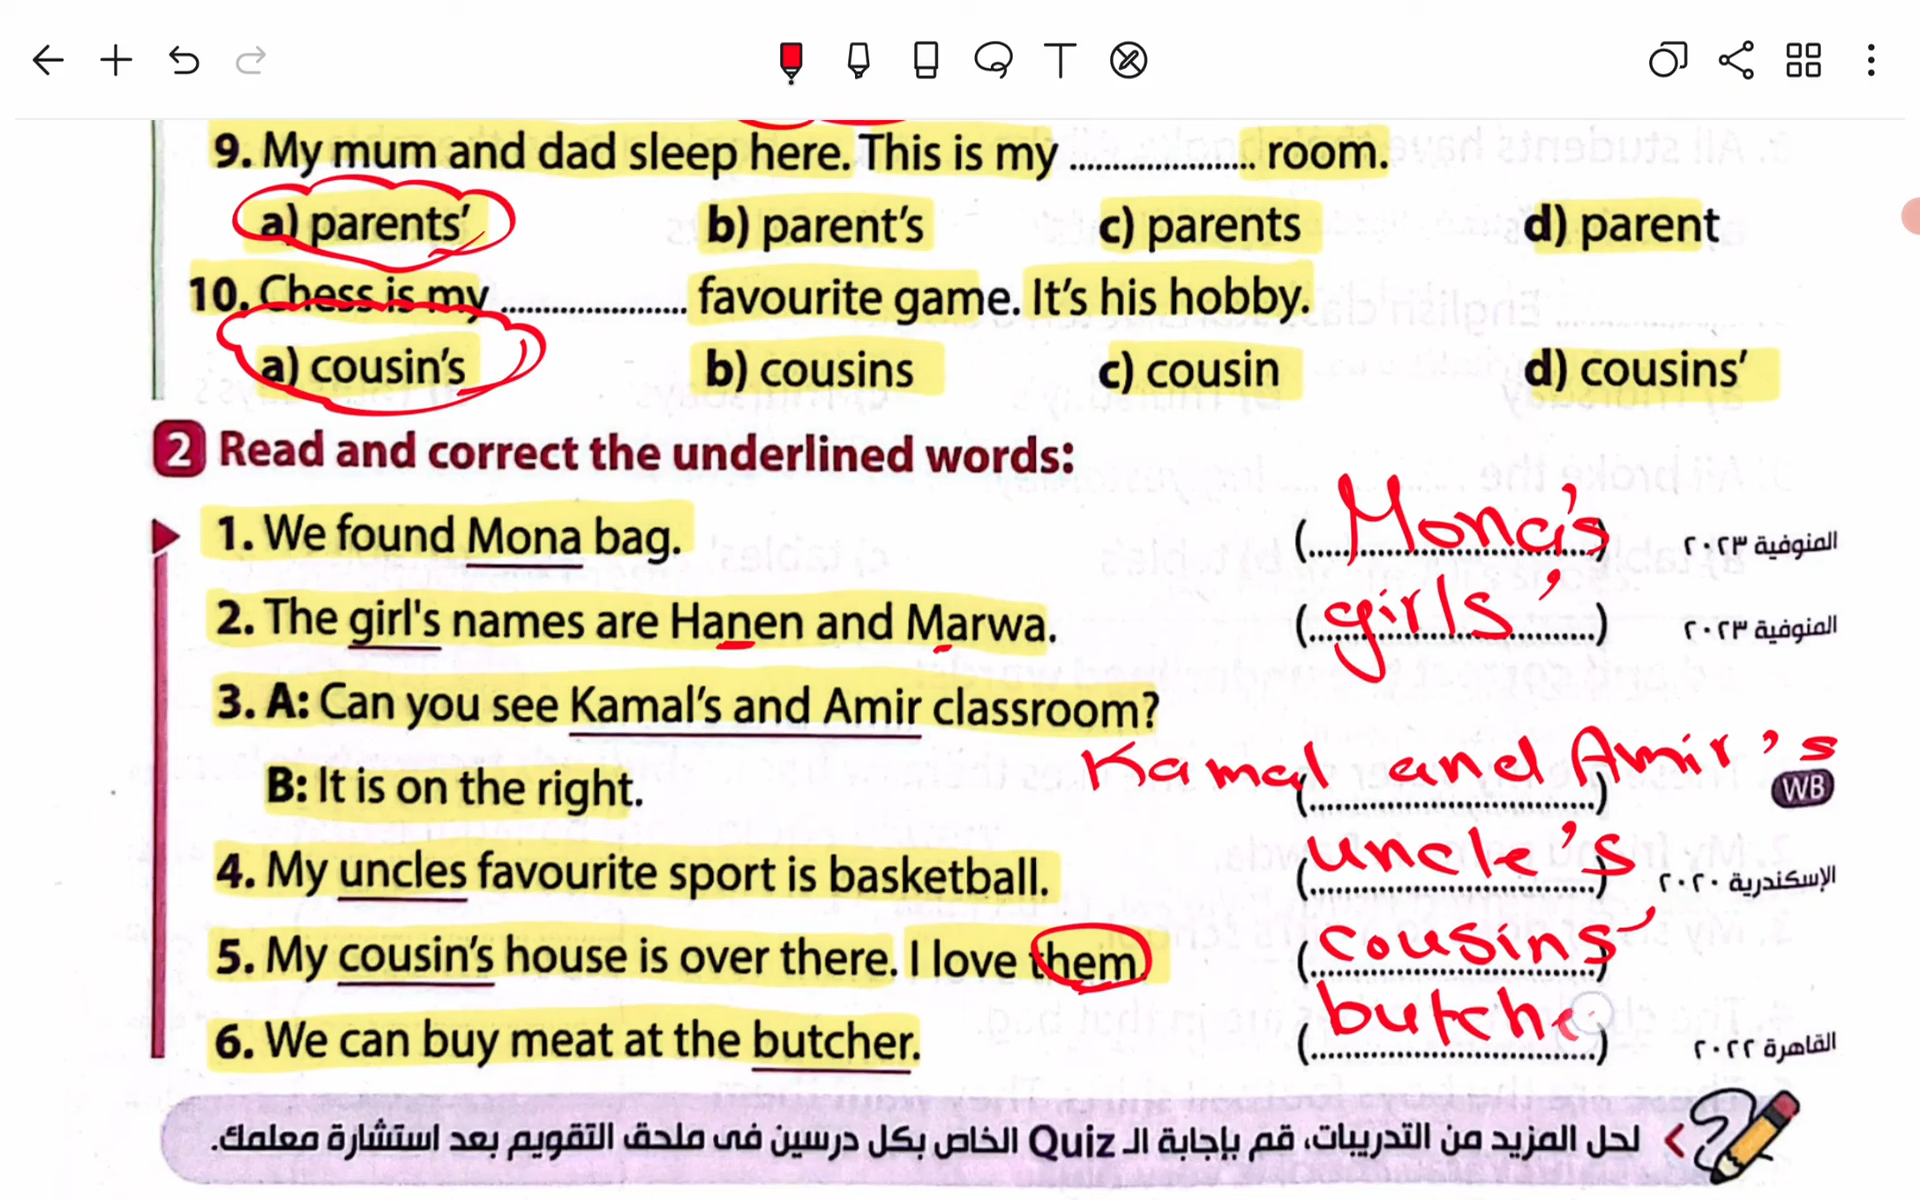 9. My mum and dad sleep here. This is my .................... room.
a) parents' b) parent's c) parents d) parent
10. Chess is my .................... favourite game. It's his hobby.
a) cousin's b) cousins c) cousin d) cousins'
2 Read and correct the underlined words:
1. We found Mona bag. (Mona's) المنوفية ٢٠٢٣
2. The girl's names are Hanen and Marwa. (girls') المنوفية ٢٠٢٣
3. A: Can you see Kamal's and Amir classroom?
Kamal and Amir's
B: It is on the right. (..............................) WB
4. My uncles favourite sport is basketball. (uncle's) الإسكندرية ٢٠٢٠
5. My cousin's house is over there. I love them. (cousins')
6. We can buy meat at the butcher. (butche) القاهرة ٢٠٢٢
لحل المزيد من التدريبات، قم بإجابة الـ Quiz الخاص بكل درسين فى ملحق التقويم بعد استشارة معلمك.